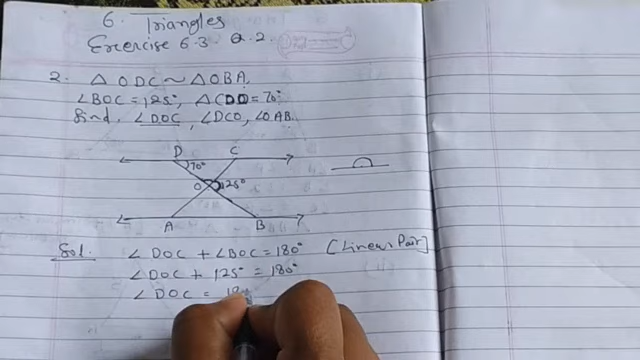 6. Triangles
Exercise 6.3 Q.2.
2. △ODC ~ △OBA.
∠BOC = 125°, △CDO = 70°
find ∠DOC, ∠DCO, ∠OAB.
D C
70°
O 125°
A B
Sol. ∠DOC + ∠BOC = 180° [Linear Pair]
∠DOC + 125° = 180°
∠DOC = 18